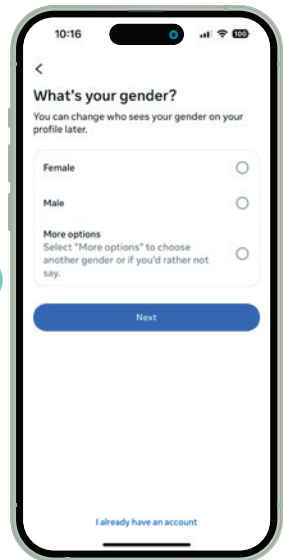 10:16
100
What's your gender?
You can change who sees your gender on your
profile later.
Female
Male
More options
Select "More options" to choose
another gender or if you'd rather not
say.
Next
I already have an account